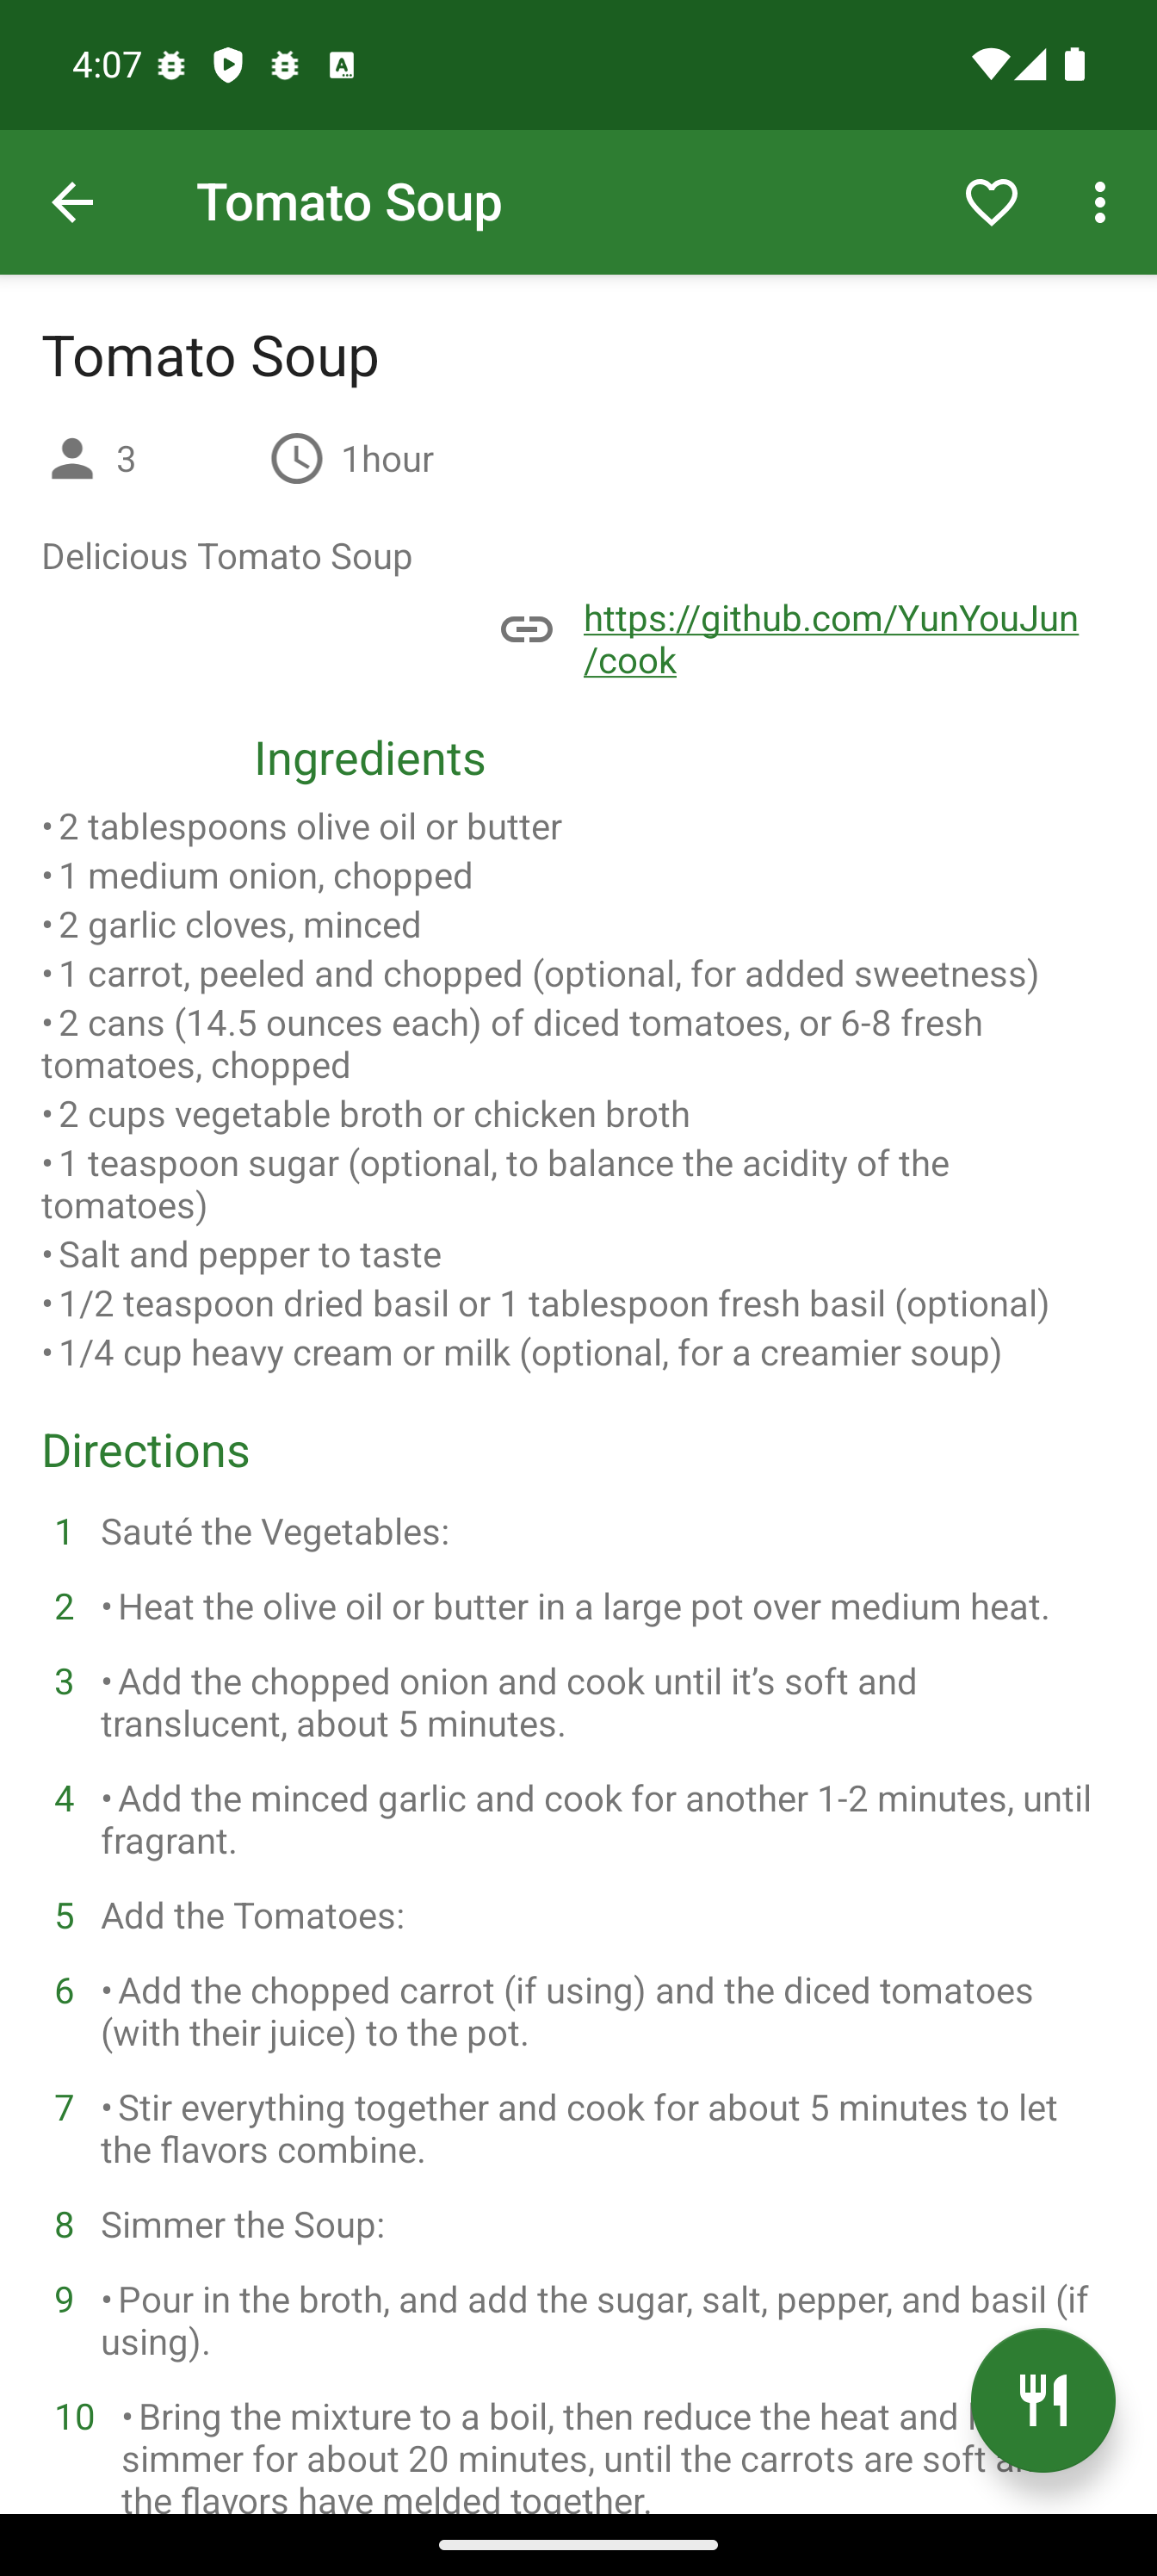 4:07
Tomato Soup
Tomato Soup
3 1hour
Delicious Tomato Soup
https://github.com/YunYouJun
/cook
Ingredients
• 2 tablespoons olive oil or butter
• 1 medium onion, chopped
• 2 garlic cloves, minced
• 1 carrot, peeled and chopped (optional, for added sweetness)
• 2 cans (14.5 ounces each) of diced tomatoes, or 6-8 fresh
tomatoes, chopped
• 2 cups vegetable broth or chicken broth
• 1 teaspoon sugar (optional, to balance the acidity of the
tomatoes)
• Salt and pepper to taste
• 1/2 teaspoon dried basil or 1 tablespoon fresh basil (optional)
• 1/4 cup heavy cream or milk (optional, for a creamier soup)
Directions
1 Sauté the Vegetables:
2 • Heat the olive oil or butter in a large pot over medium heat.
3 • Add the chopped onion and cook until it’s soft and
translucent, about 5 minutes.
4 • Add the minced garlic and cook for another 1-2 minutes, until
fragrant.
5 Add the Tomatoes:
6 • Add the chopped carrot (if using) and the diced tomatoes
(with their juice) to the pot.
7 • Stir everything together and cook for about 5 minutes to let
the flavors combine.
8 Simmer the Soup:
9 • Pour in the broth, and add the sugar, salt, pepper, and basil (if
using).
10 • Bring the mixture to a boil, then reduce the heat and
simmer for about 20 minutes, until the carrots are soft
the flavors have melded together.